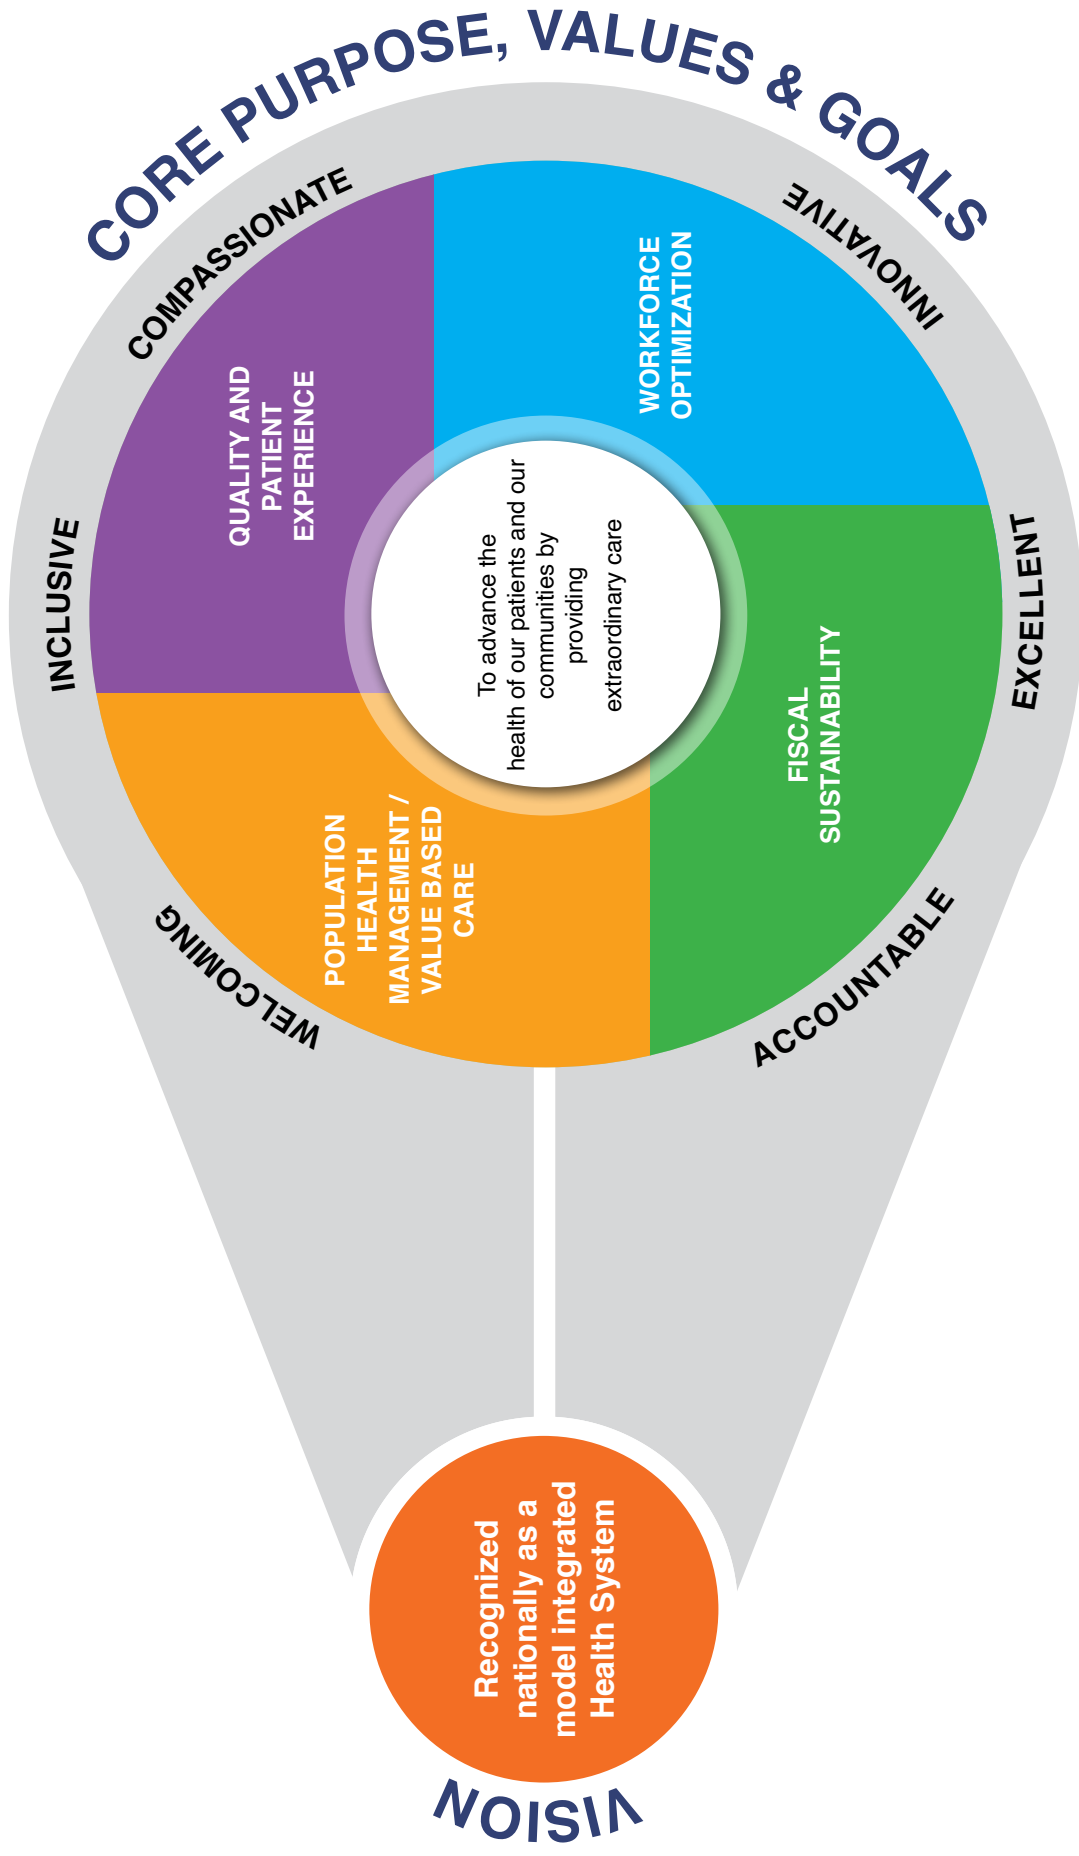 CORE PURPOSE, VALUES & GOALS
INCLUSIVE
COMPASSIONATE
INNOVATIVE
EXCELLENT
ACCOUNTABLE
WELCOMING
QUALITY AND
PATIENT
EXPERIENCE
WORKFORCE
OPTIMIZATION
FISCAL
SUSTAINABILITY
POPULATION
HEALTH
MANAGEMENT /
VALUE BASED
CARE
To advance the
health of our patients and our
communities by
providing
extraordinary care
Recognized
nationally as a
model integrated
Health System
VISION